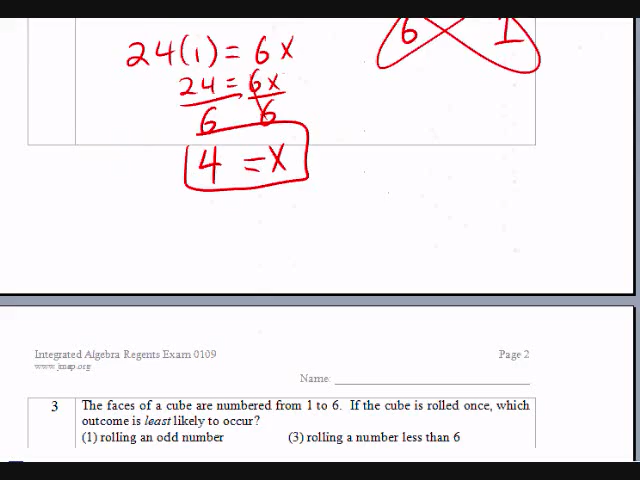 24(1) = 6x
6 1
24 = 6x
6 6
4 = x
Integrated Algebra Regents Exam 0109 Page 2
www.jmap.org
Name:
3 The faces of a cube are numbered from 1 to 6. If the cube is rolled once, which
outcome is least likely to occur?
(1) rolling an odd number (3) rolling a number less than 6